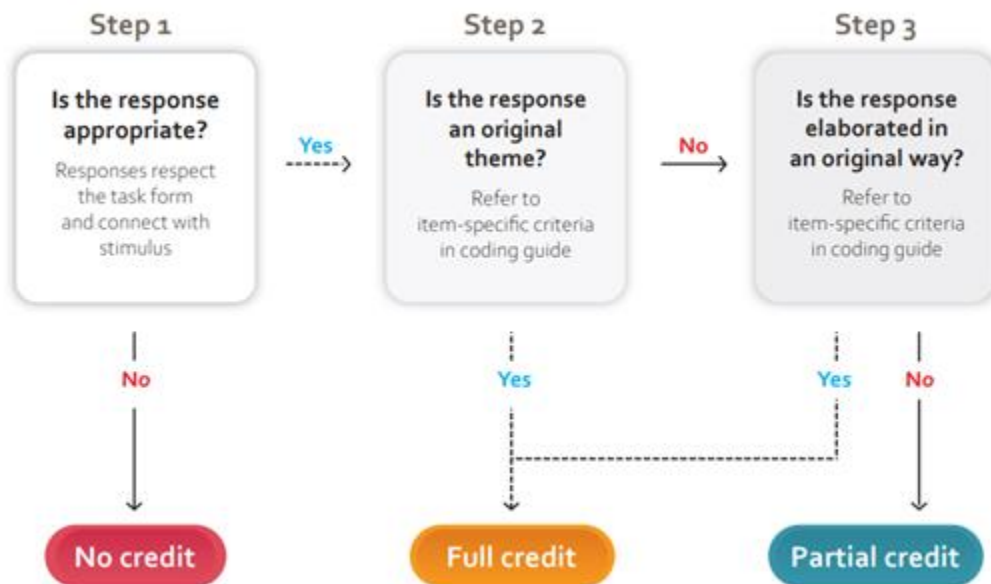 Step 1
Is the response
appropriate?
Responses respect
the task form
and connect with
stimulus
Yes
Step 2
Is the response
an original
theme?
Refer to
item-specific criteria
in coding guide
No
Step 3
Is the response
elaborated in
an original way?
Refer to
item-specific criteria
in coding guide
No
Yes
Yes
No
No credit
Full credit
Partial credit